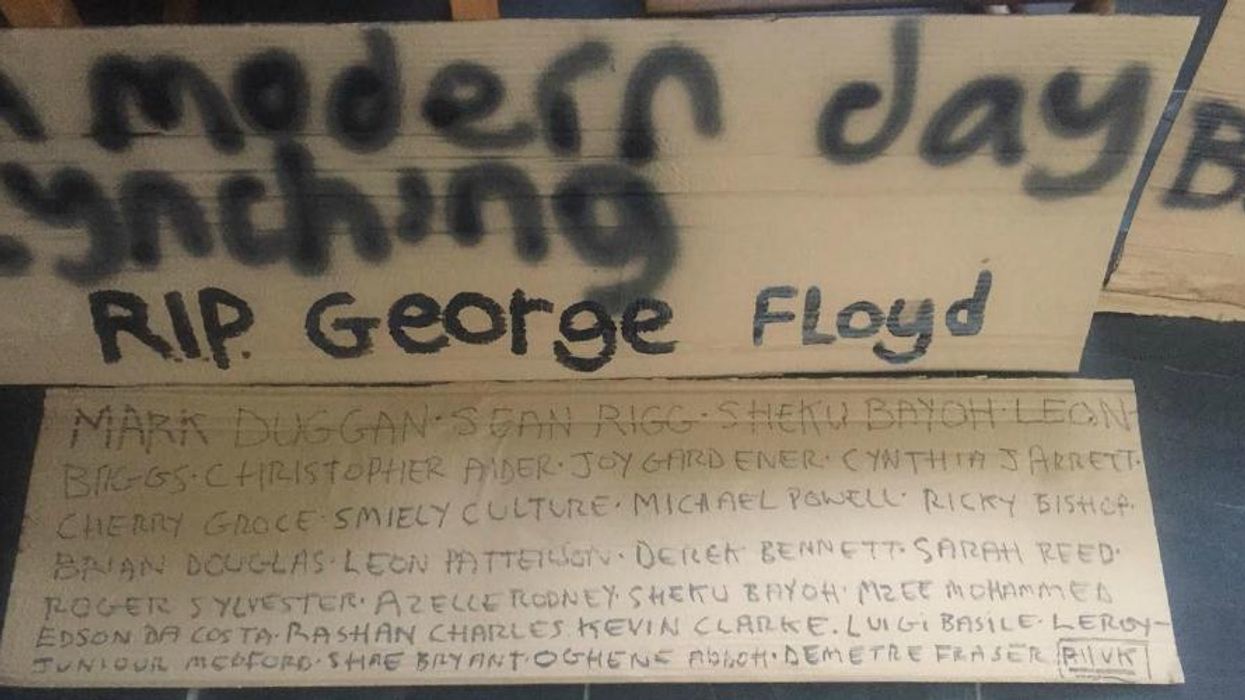 A modern day
Lynching
R.I.P. George Floyd
B
MARK DUGGAN · SEAN RIGG · SHEKU BAYOH · LEON
BRIGGS · CHRISTOPHER ALDER · JOY GARDENER · CYNTHIA JARRETT ·
CHERRY GROCE · SMIELY CULTURE · MICHAEL POWELL · RICKY BISHOP ·
BRIAN DOUGLAS · LEON PATTERSON · DEREK BENNETT · SARAH REED ·
ROGER SYLVESTER · AZELLE RODNEY · SHEKU BAYOH · MZEE MOHAMMED
EDSON DA COSTA · RASHAN CHARLES KEVIN CLARKE. LUIGI BASILE · LEROY-
JUNIOUR MEDFORD · SHAE BRYANT · OGHENE · DEMETRE FRASER